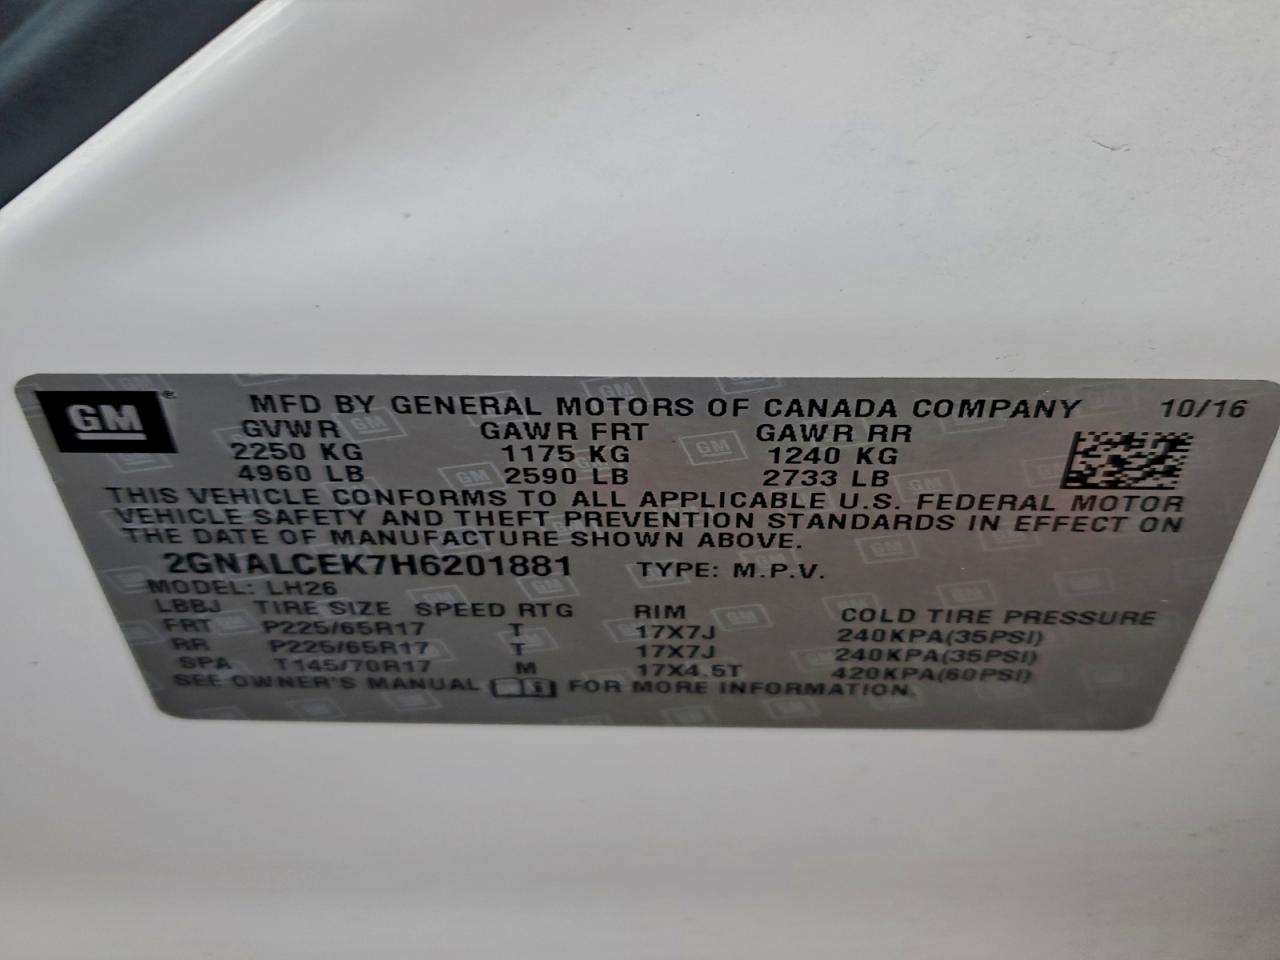 GM ® MFD BY GENERAL MOTORS OF CANADA COMPANY 10/16
GVWR GAWR FRT GAWR RR
2250 KG 1175 KG 1240 KG
4960 LB 2590 LB 2733 LB
THIS VEHICLE CONFORMS TO ALL APPLICABLE U.S. FEDERAL MOTOR
VEHICLE SAFETY AND THEFT PREVENTION STANDARDS IN EFFECT ON
THE DATE OF MANUFACTURE SHOWN ABOVE.
2GNALCEK7H6201881 TYPE: M.P.V.
MODEL: LH26
LBBJ TIRE SIZE SPEED RTG RIM COLD TIRE PRESSURE
FRT P225/65R17 T 17X7J 240KPA(35PSI)
RR P225/65R17 T 17X7J 240KPA(35PSI)
SPA T145/70R17 M 17X4.5T 420KPA(60PSI)
SEE OWNER'S MANUAL FOR MORE INFORMATION.